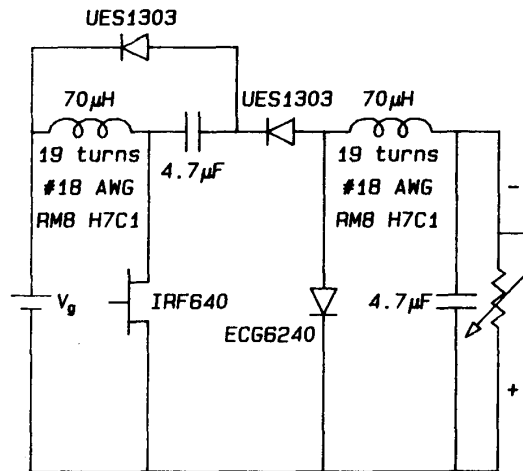 UES1303
70μH
19 turns
#18 AWG
RM8 H7C1
4.7μF
UES1303
70μH
19 turns
#18 AWG
RM8 H7C1
Vg
IRF640
ECG6240
4.7μF
-
+